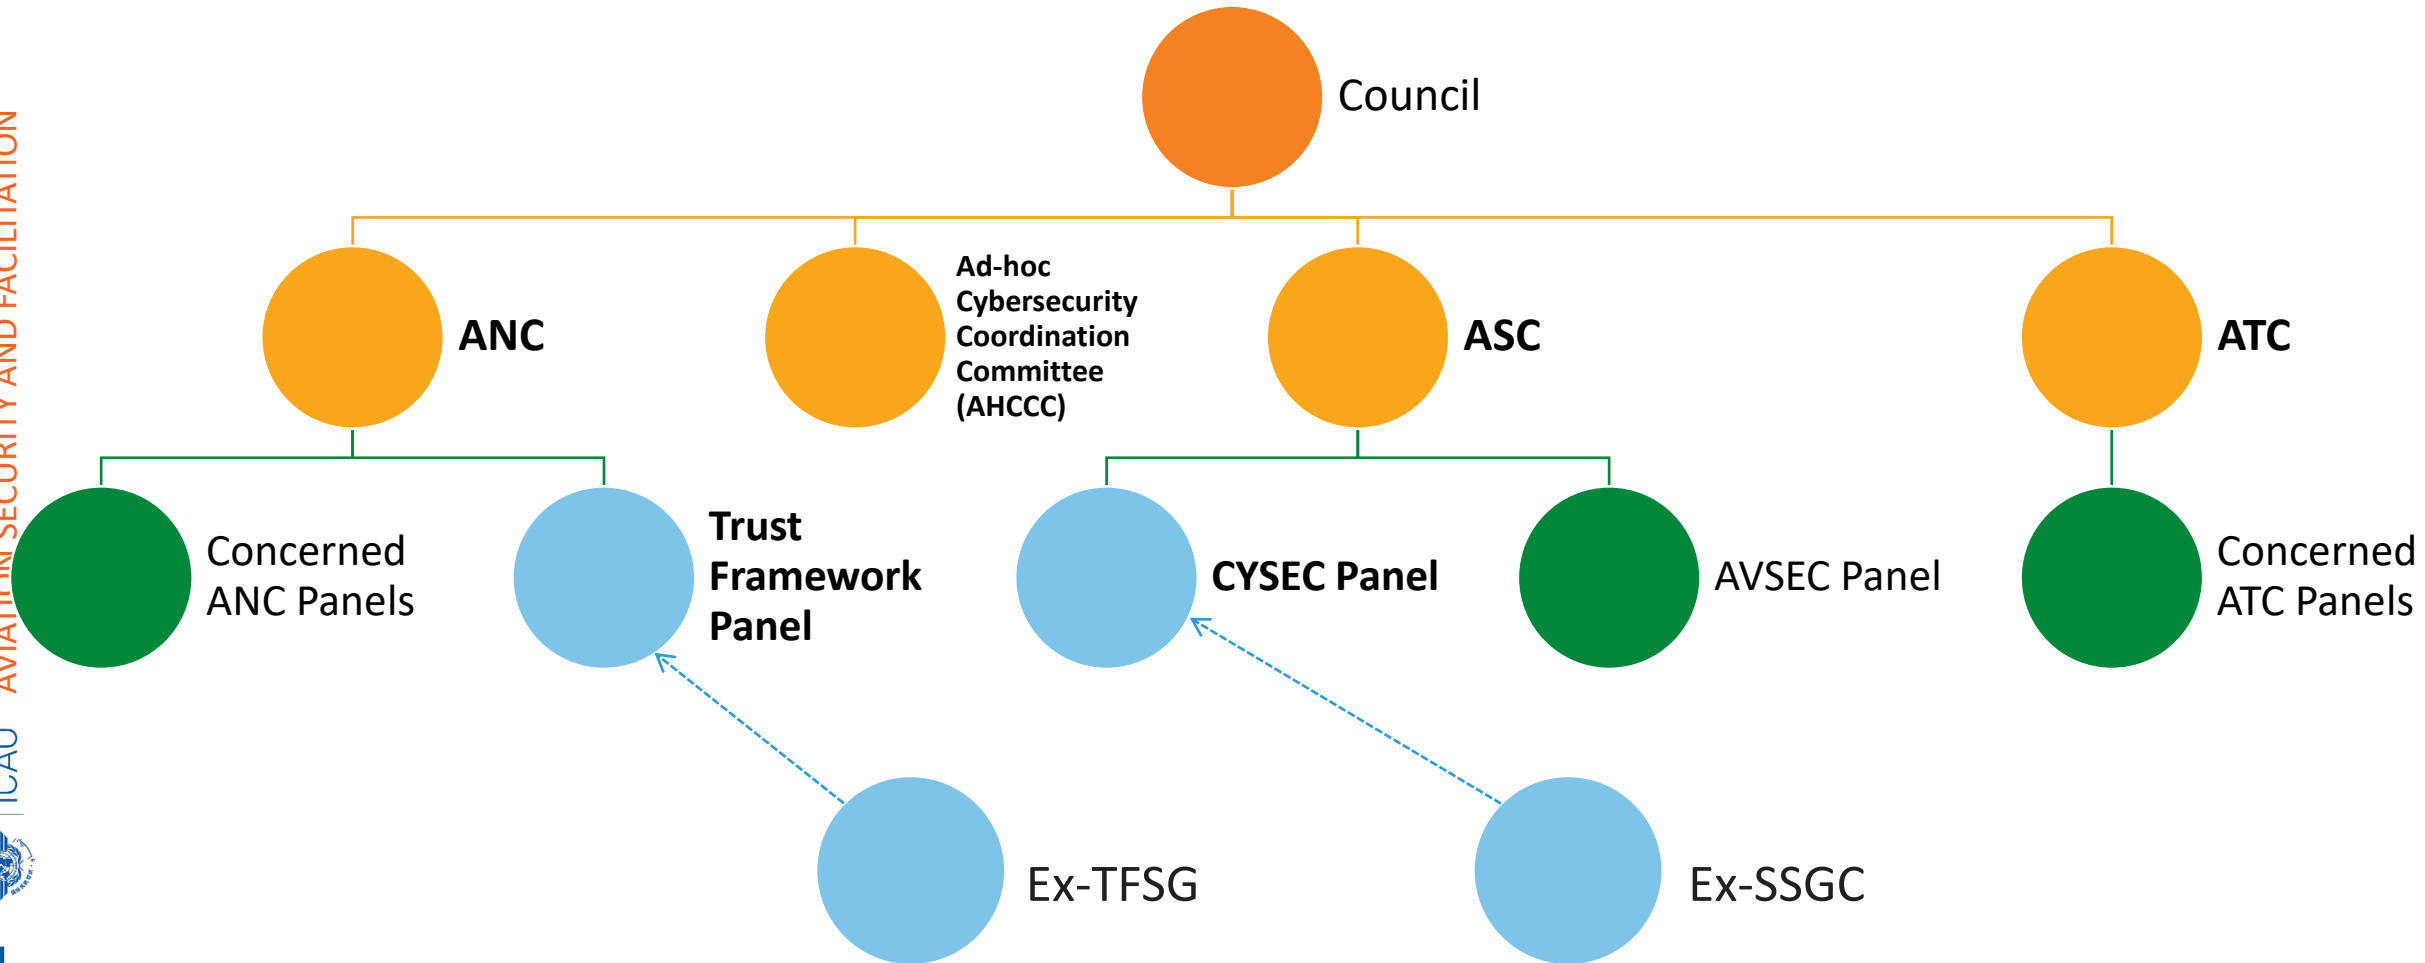 Council
ANC
Ad-hoc
Cybersecurity
Coordination
Committee
(AHCCC)
ASC
ATC
Concerned
ANC Panels
Trust
Framework
Panel
CYSEC Panel
AVSEC Panel
Concerned
ATC Panels
Ex-TFSG
Ex-SSGC
ICAO AVIATION SECURITY AND FACILITATION